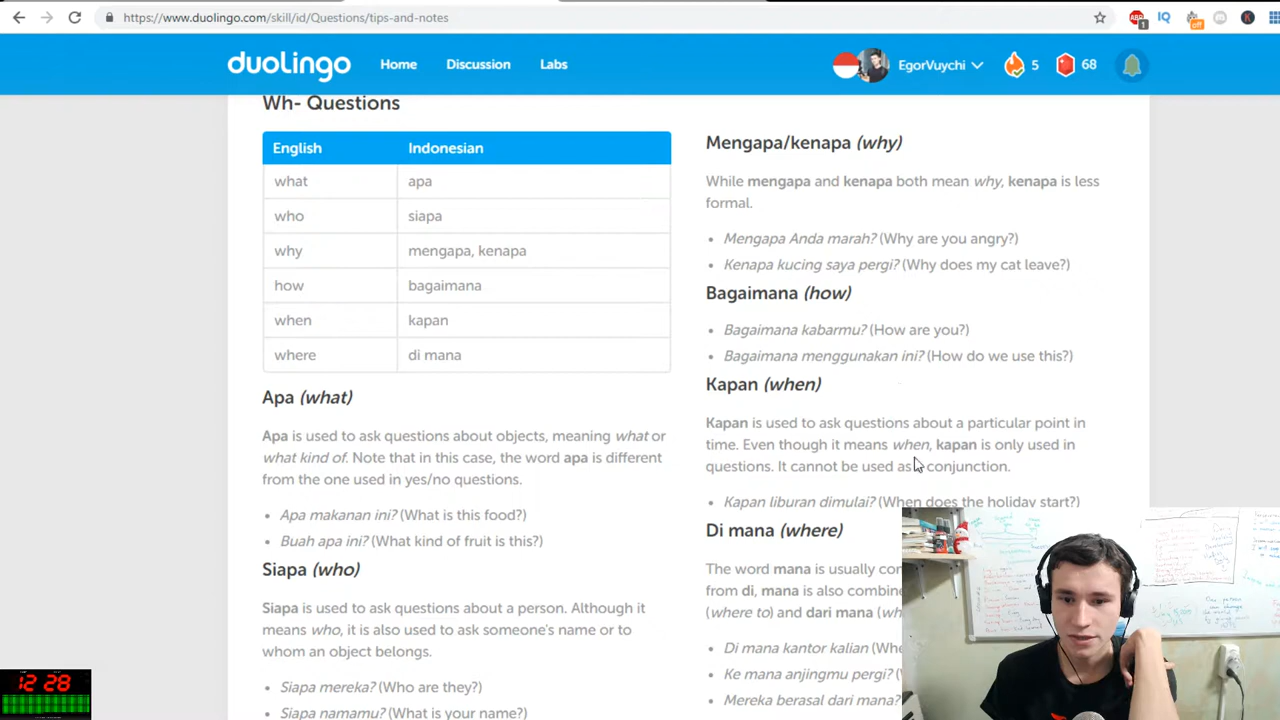 https://www.duolingo.com/skill/id/Questions/tips-and-notes
ABP
1
IQ
off
K
duolingo
Home
Discussion
Labs
EgorVuychi
5
68
Wh- Questions
English Indonesian
what apa
who siapa
why mengapa, kenapa
how bagaimana
when kapan
where di mana
Apa (what)
Apa is used to ask questions about objects, meaning what or
what kind of. Note that in this case, the word apa is different
from the one used in yes/no questions.
• Apa makanan ini? (What is this food?)
• Buah apa ini? (What kind of fruit is this?)
Siapa (who)
Siapa is used to ask questions about a person. Although it
means who, it is also used to ask someone's name or to
whom an object belongs.
• Siapa mereka? (Who are they?)
• Siapa namamu? (What is your name?)
Mengapa/kenapa (why)
While mengapa and kenapa both mean why, kenapa is less
formal.
• Mengapa Anda marah? (Why are you angry?)
• Kenapa kucing saya pergi? (Why does my cat leave?)
Bagaimana (how)
• Bagaimana kabarmu? (How are you?)
• Bagaimana menggunakan ini? (How do we use this?)
Kapan (when)
Kapan is used to ask questions about a particular point in
time. Even though it means when, kapan is only used in
questions. It cannot be used as conjunction.
• Kapan liburan dimulai? (When does the holiday start?)
Di mana (where)
The word mana is usually
from di, mana is also
(where to) and dari mana
• Di mana kantor kalian
• Ke mana anjingmu pergi?
• Mereka berasal dari mana?
12 28